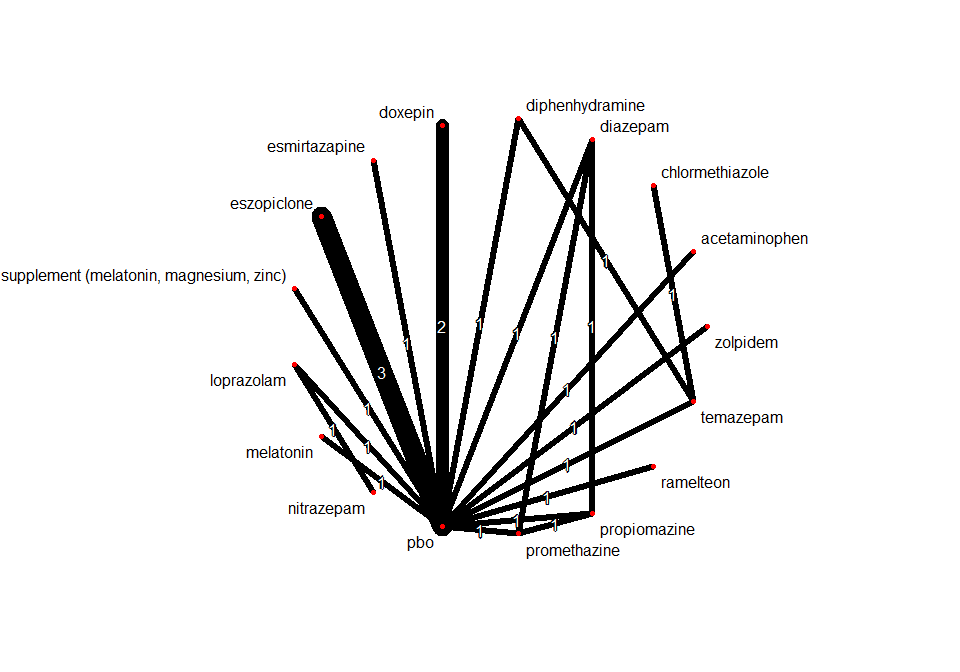 diphenhydramine
doxepin
diazepam
esmirtazapine
chlormethiazole
eszopiclone
acetaminophen
1
supplement (melatonin, magnesium, zinc)
1
1 1 2 1
1 1 1
zolpidem
3
loprazolam
1
1
temazepam
1
1
1
melatonin
1
1
ramelteon
1
1
nitrazepam
1 1
1
propiomazine
pbo
promethazine